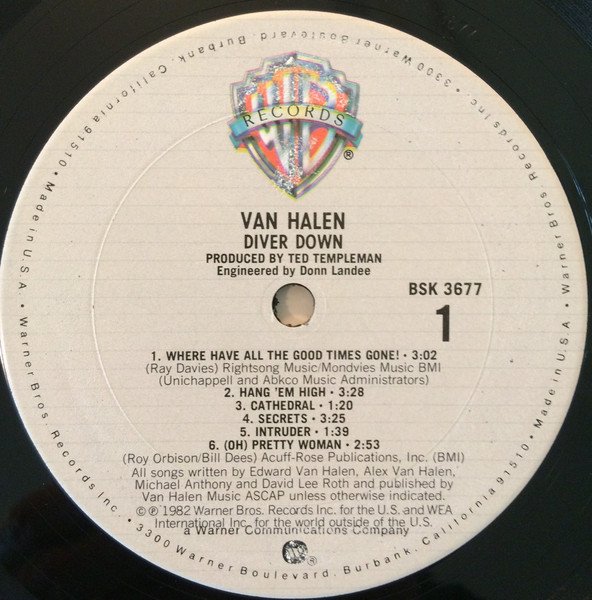 RECORDS
®
VAN HALEN
DIVER DOWN
PRODUCED BY TED TEMPLEMAN
Engineered by Donn Landee
BSK 3677
1
1. WHERE HAVE ALL THE GOOD TIMES GONE! • 3:02
(Ray Davies) Rightsong Music/Mondvies Music BMI
(Unichappell and Abkco Music Administrators)
2. HANG 'EM HIGH • 3:28
3. CATHEDRAL • 1:20
4. SECRETS • 3:25
5. INTRUDER • 1:39
6. (OH) PRETTY WOMAN • 2:53
(Roy Orbison/Bill Dees) Acuff-Rose Publications, Inc. (BMI)
All songs written by Edward Van Halen, Alex Van Halen,
Michael Anthony and David Lee Roth and published by
Van Halen Music ASCAP unless otherwise indicated.
© ℗ 1982 Warner Bros. Records Inc. for the U.S. and WEA
International Inc. for the world outside of the U.S.
a Warner Communications Company
®
Warner Bros. Records Inc. • 3300 Warner Boulevard, Burbank, California 91510 • Made in U.S.A. •
Warner Bros. Records Inc. • 3300 Warner Boulevard, Burbank, California 91510 • Made in U.S.A. •